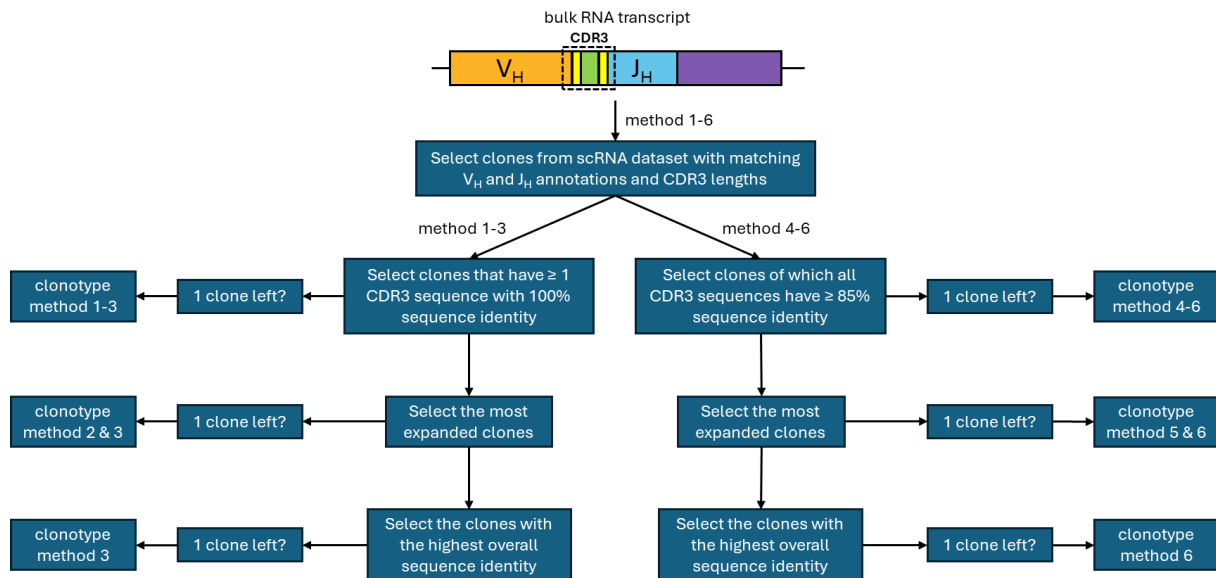 bulk RNA transcript
CDR3
V_H
J_H
method 1-6
Select clones from scRNA dataset with matching
V_H and J_H annotations and CDR3 lengths
method 1-3
method 4-6
clonotype
method 1-3
1 clone left?
Select clones that have ≥ 1
CDR3 sequence with 100%
sequence identity
Select clones of which all
CDR3 sequences have ≥ 85%
sequence identity
1 clone left?
clonotype
method 4-6
clonotype
method 2 & 3
1 clone left?
Select the most
expanded clones
Select the most
expanded clones
1 clone left?
clonotype
method 5 & 6
clonotype
method 3
1 clone left?
Select the clones with
the highest overall
sequence identity
Select the clones with
the highest overall
sequence identity
1 clone left?
clonotype
method 6